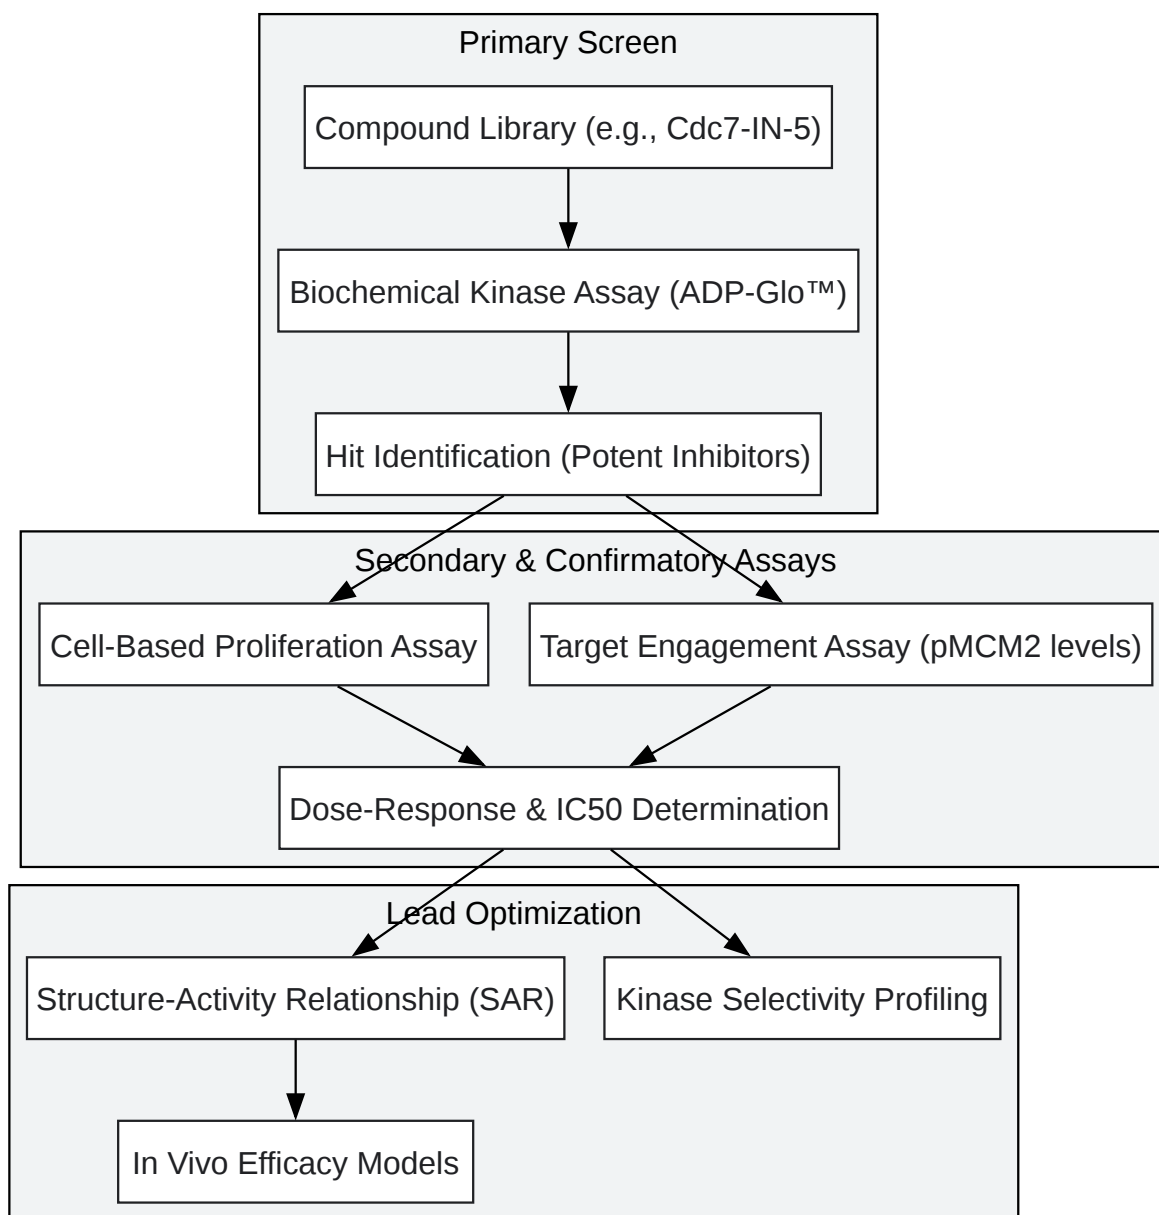 Primary Screen
Compound Library (e.g., Cdc7-IN-5)
Biochemical Kinase Assay (ADP-Glo™)
Hit Identification (Potent Inhibitors)
Secondary & Confirmatory Assays
Cell-Based Proliferation Assay
Target Engagement Assay (pMCM2 levels)
Dose-Response & IC50 Determination
Lead Optimization
Structure-Activity Relationship (SAR)
Kinase Selectivity Profiling
In Vivo Efficacy Models